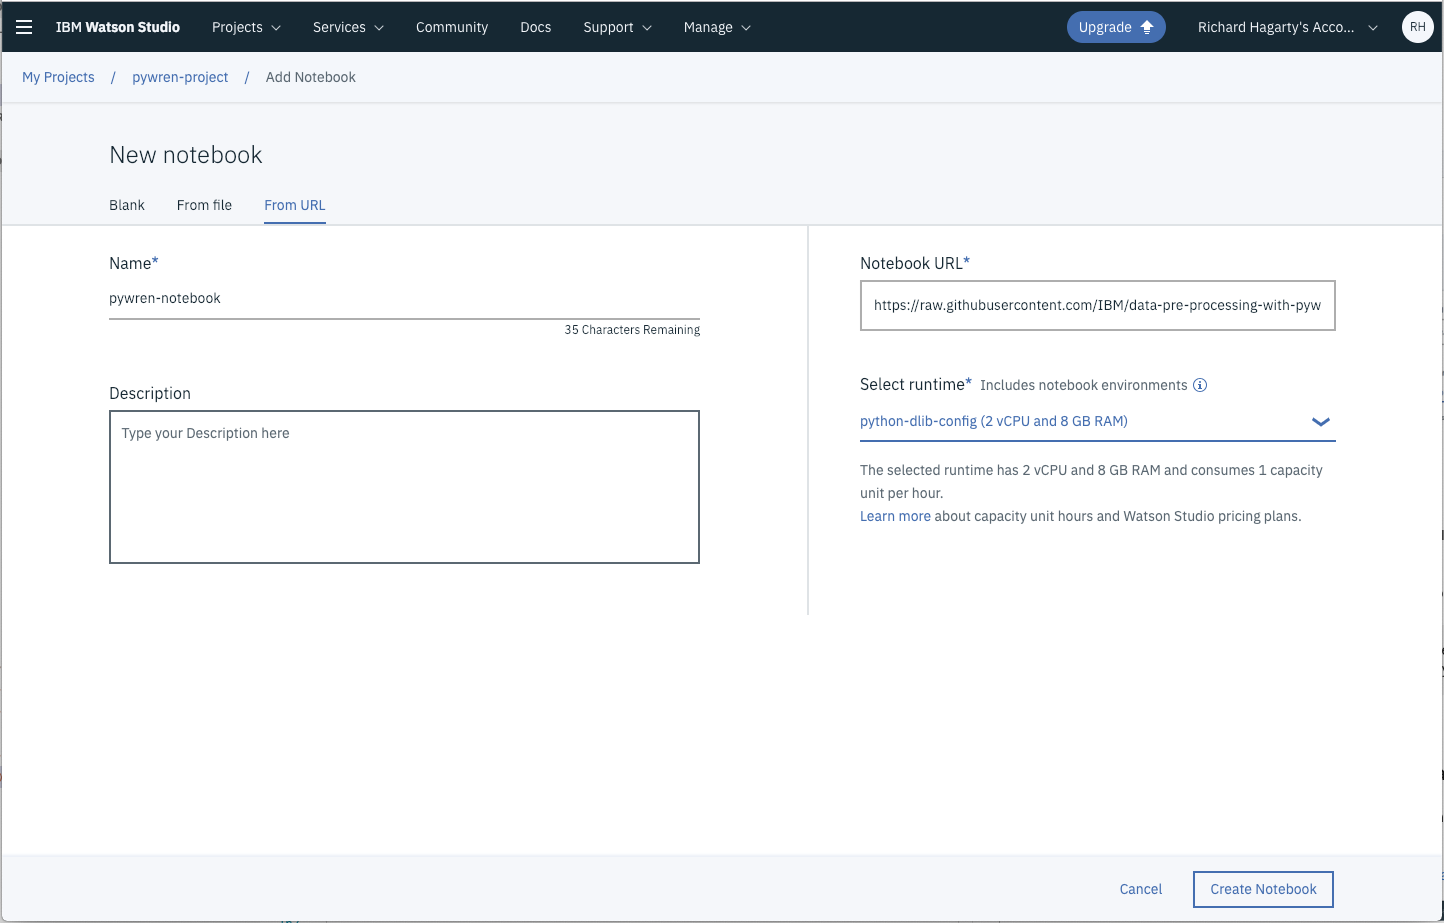 IBM Watson Studio Projects Services Community Docs Support Manage Upgrade Richard Hagarty's Acco... RH
My Projects / pywren-project / Add Notebook
New notebook
Blank From file From URL
Name*
pywren-notebook
35 Characters Remaining
Description
Type your Description here
Notebook URL*
https://raw.githubusercontent.com/IBM/data-pre-processing-with-pyw
Select runtime* Includes notebook environments
python-dlib-config (2 vCPU and 8 GB RAM)
The selected runtime has 2 vCPU and 8 GB RAM and consumes 1 capacity
unit per hour.
Learn more about capacity unit hours and Watson Studio pricing plans.
Cancel Create Notebook